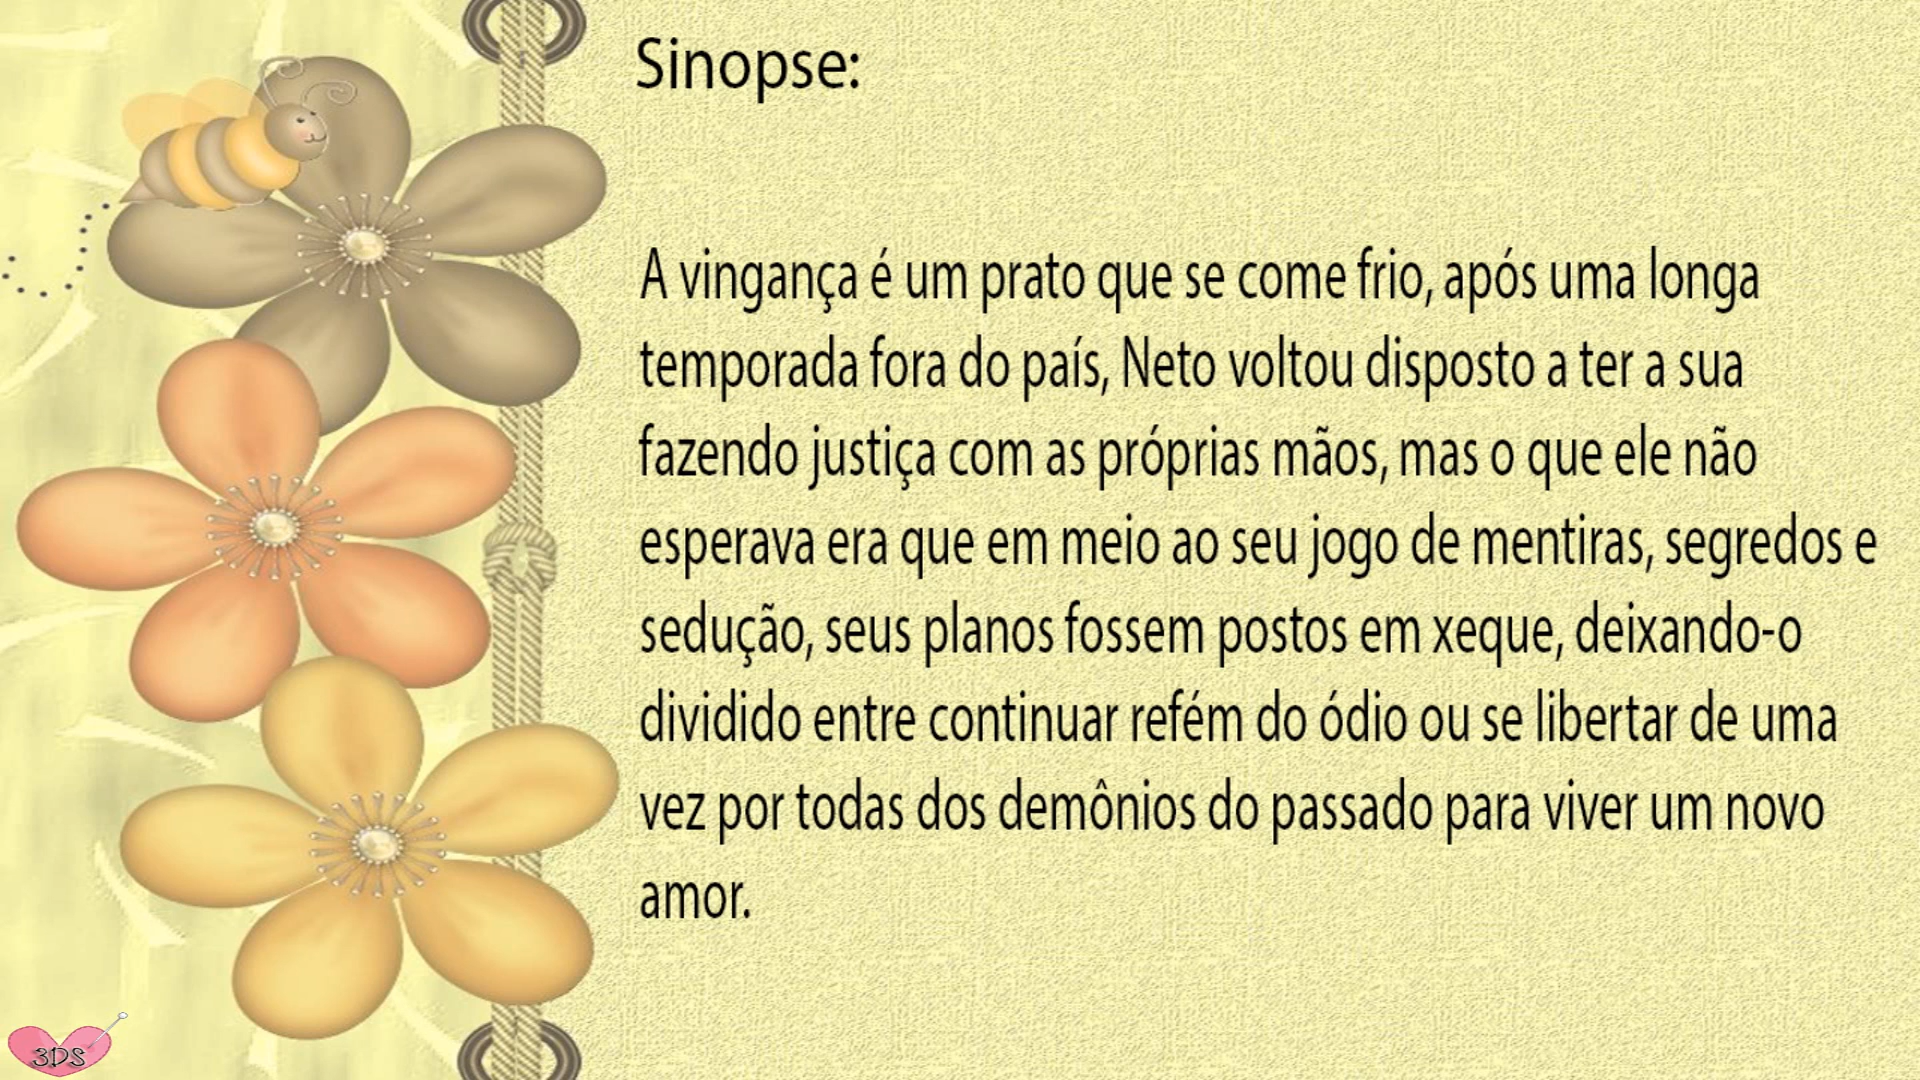 Sinopse:
A vingança é um prato que se come frio, após uma longa
temporada fora do país, Neto voltou disposto a ter a sua
fazendo justiça com as próprias mãos, mas o que ele não
esperava era que em meio ao seu jogo de mentiras, segredos e
sedução, seus planos fossem postos em xeque, deixando-o
dividido entre continuar refém do ódio ou se libertar de uma
vez por todas dos demônios do passado para viver um novo
amor.
3DS